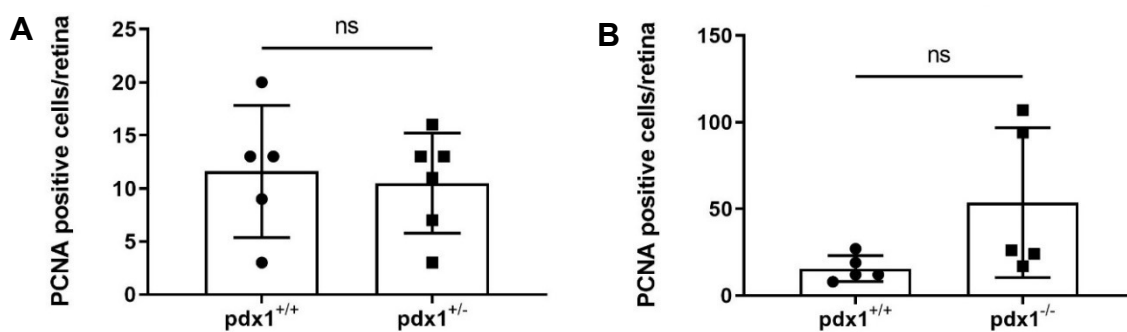 A
PCNA positive cells/retina
25
20
15
10
5
0
ns
pdx1+/+ pdx1+/-
B
PCNA positive cells/retina
150
100
50
0
ns
pdx1+/+ pdx1-/-